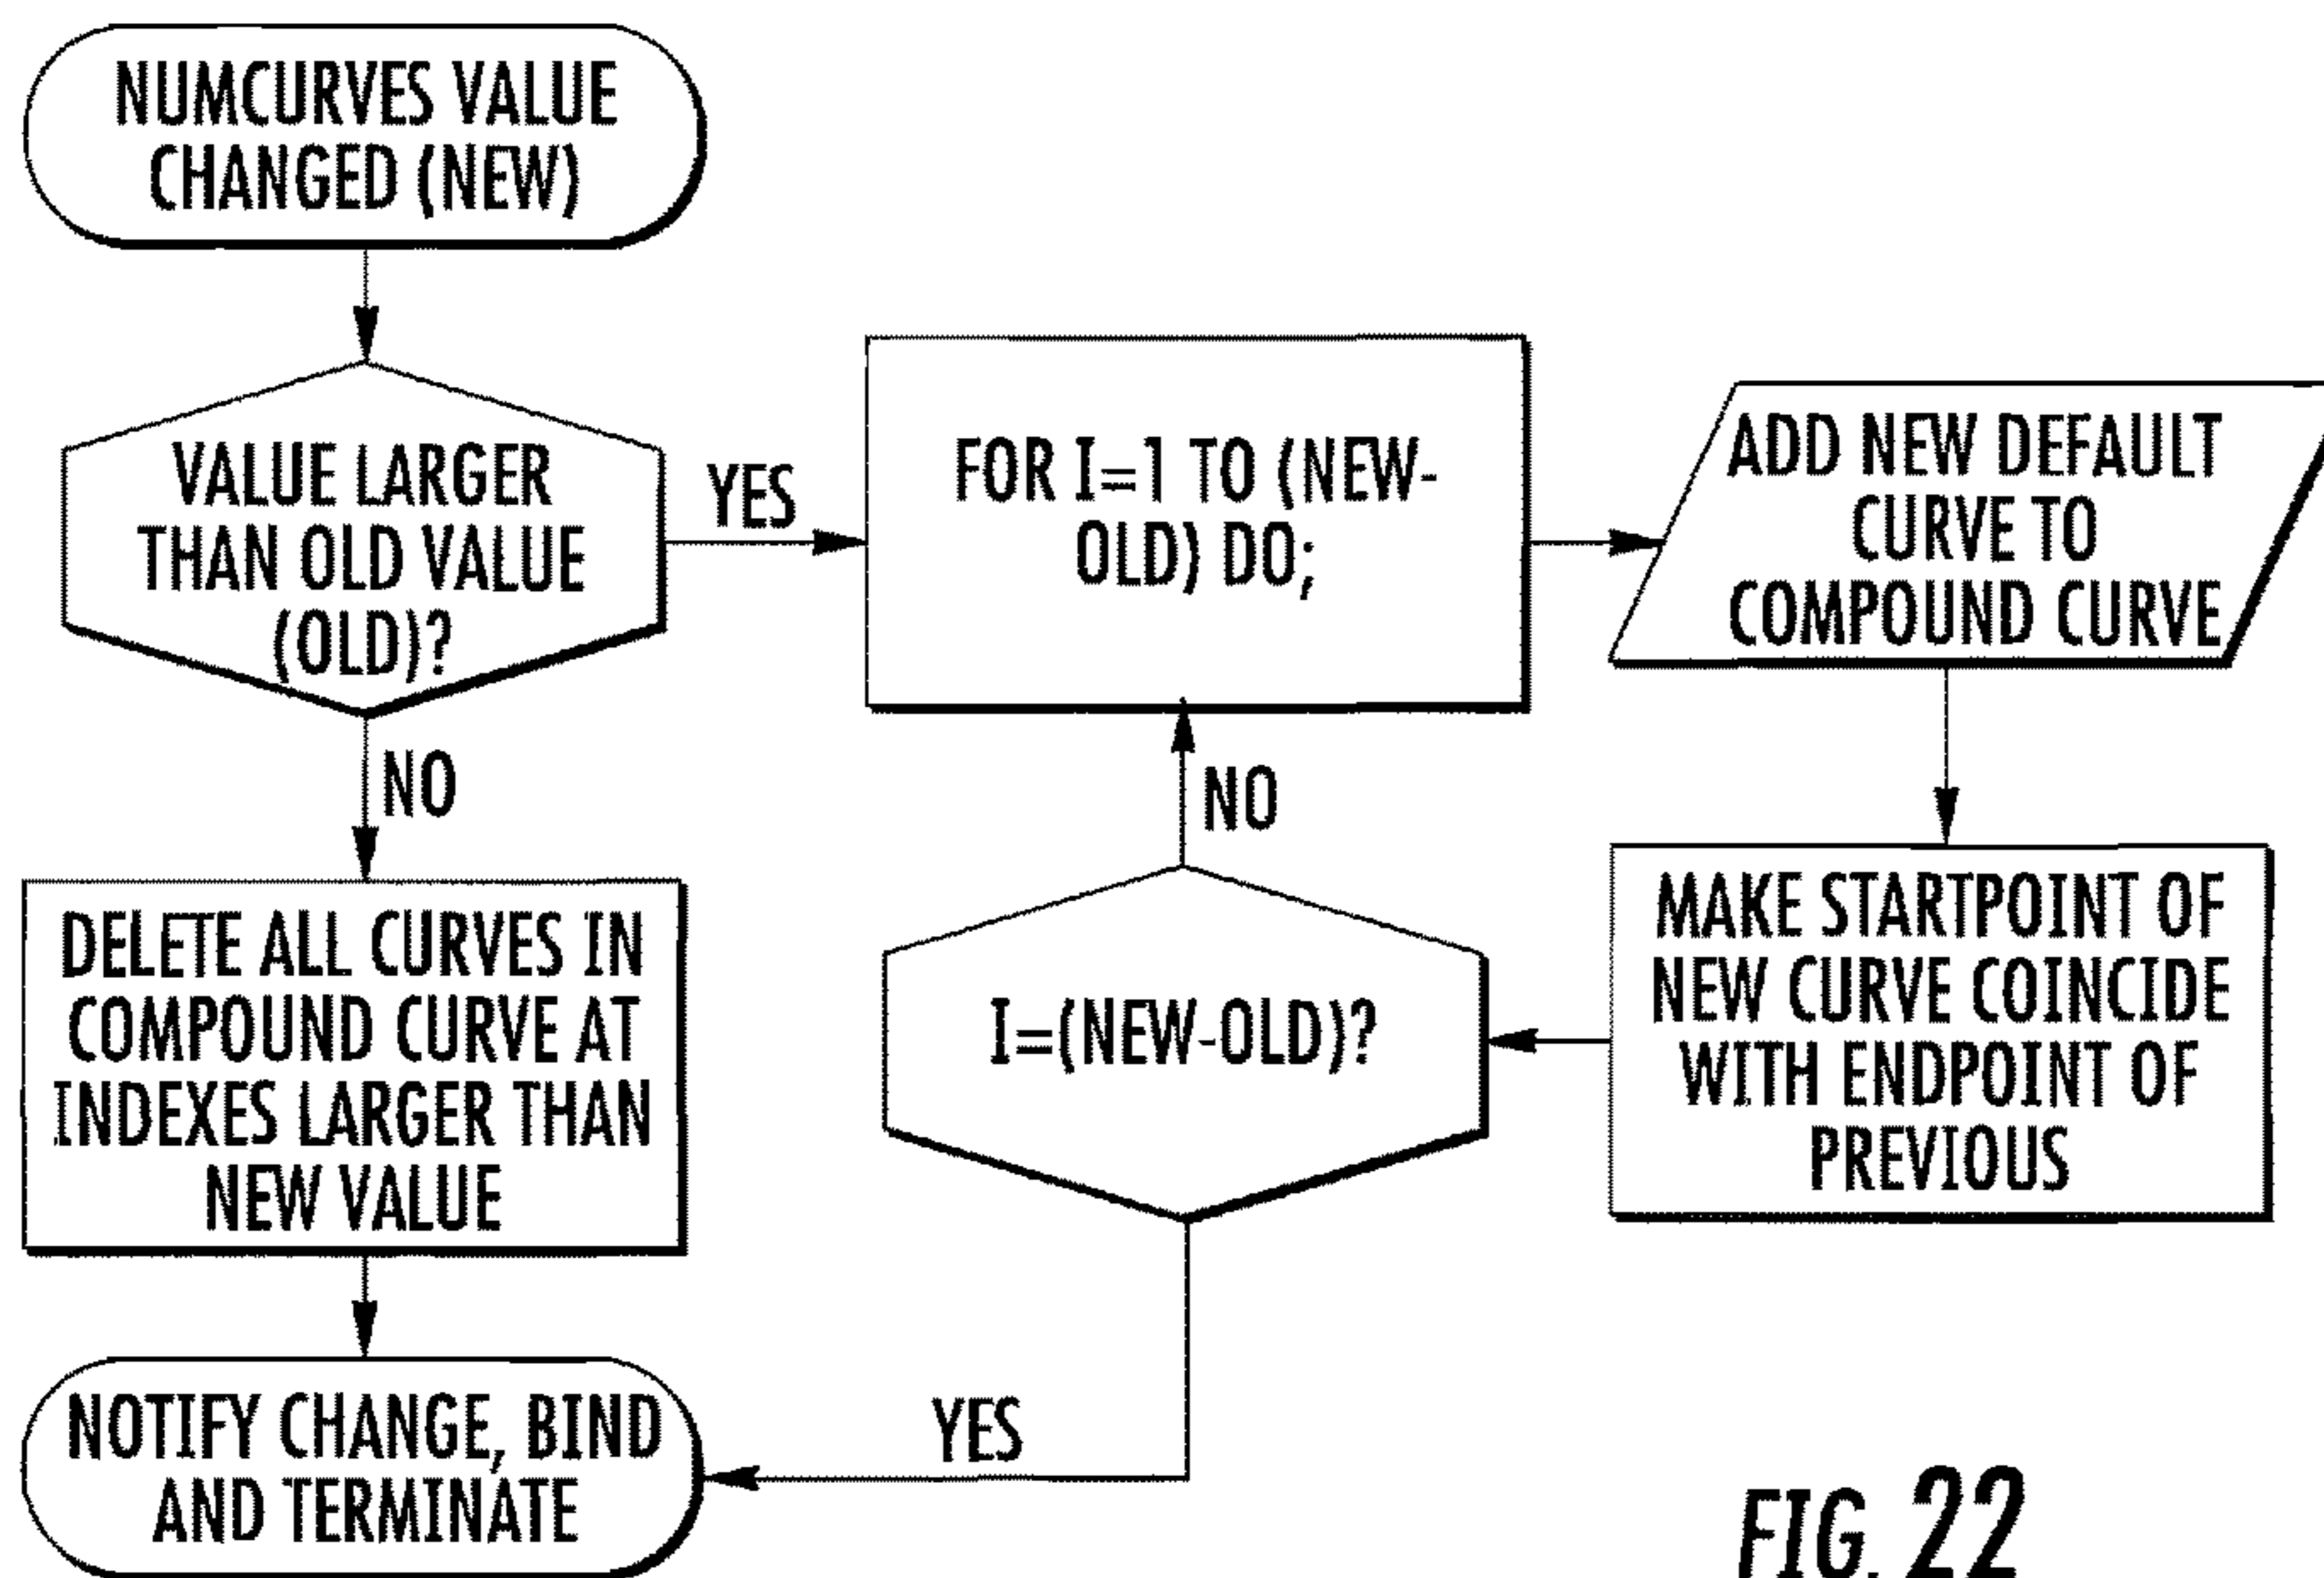 NUMCURVES VALUE
CHANGED (NEW)
VALUE LARGER
THAN OLD VALUE
(OLD)?
YES
FOR I=1 TO (NEW-
OLD) DO;
ADD NEW DEFAULT
CURVE TO
COMPOUND CURVE
NO
NO
DELETE ALL CURVES IN
COMPOUND CURVE AT
INDEXES LARGER THAN
NEW VALUE
I=(NEW-OLD)?
MAKE STARTPOINT OF
NEW CURVE COINCIDE
WITH ENDPOINT OF
PREVIOUS
NOTIFY CHANGE, BIND
AND TERMINATE
YES
FIG. 22